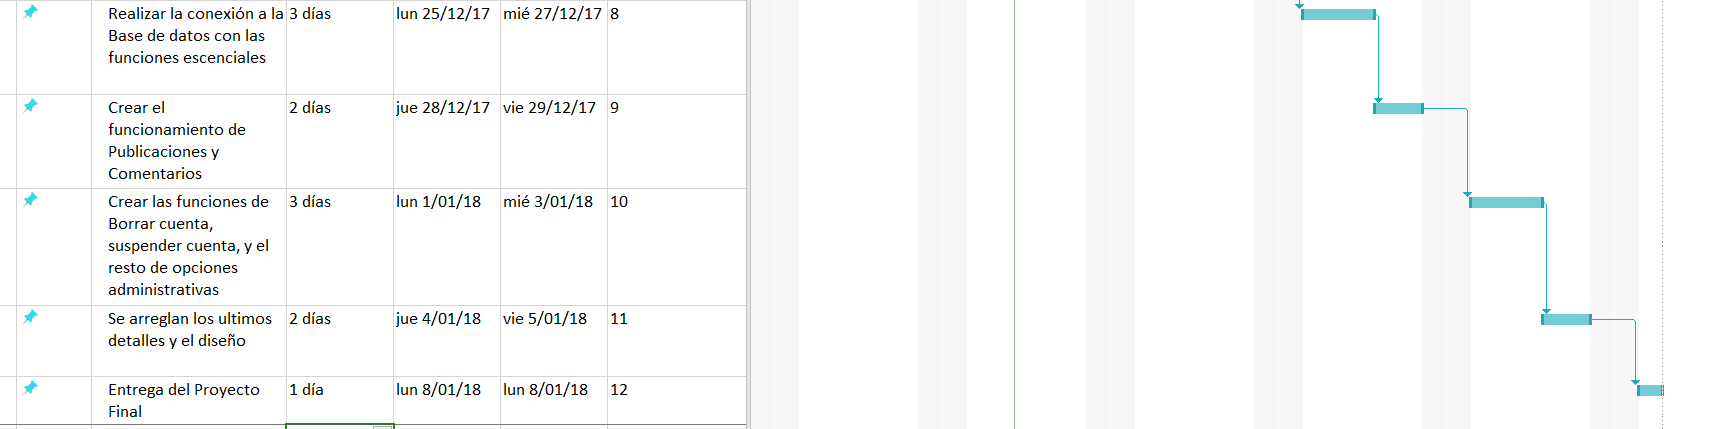 Realizar la conexión a la 3 días lun 25/12/17 mié 27/12/17 8
Base de datos con las
funciones escenciales
Crear el 2 días jue 28/12/17 vie 29/12/17 9
funcionamiento de
Publicaciones y
Comentarios
Crear las funciones de 3 días lun 1/01/18 mié 3/01/18 10
Borrar cuenta,
suspender cuenta, y el
resto de opciones
administrativas
Se arreglan los ultimos 2 días jue 4/01/18 vie 5/01/18 11
detalles y el diseño
Entrega del Proyecto 1 día lun 8/01/18 lun 8/01/18 12
Final